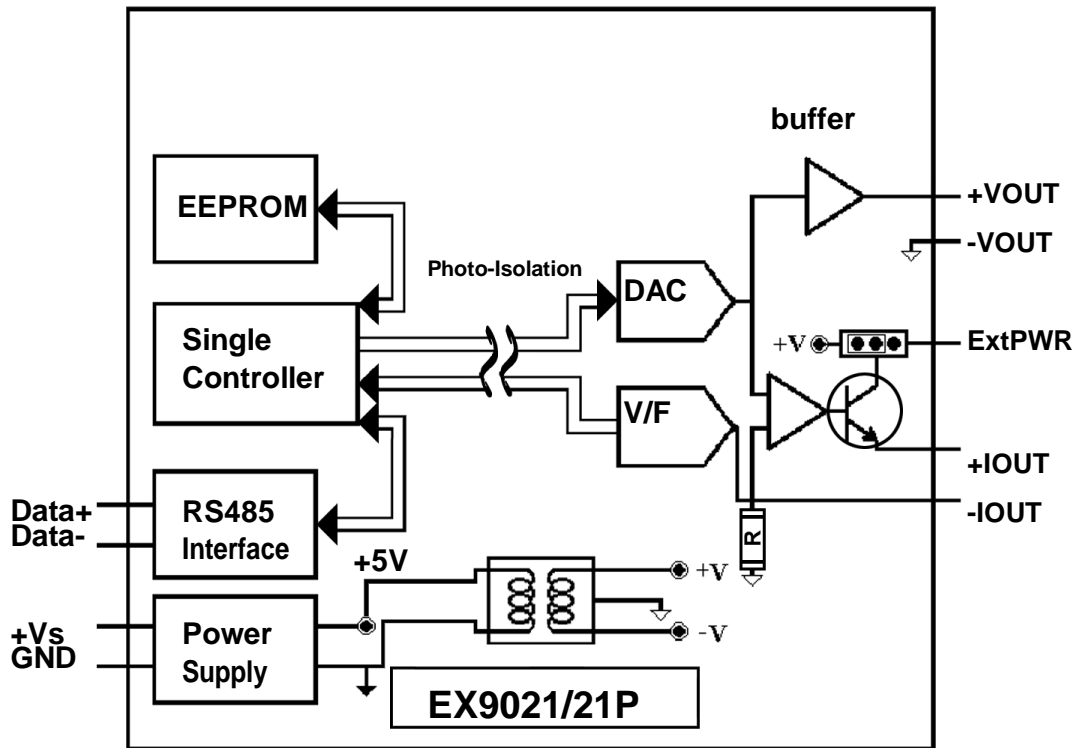 buffer
EEPROM
+VOUT
-VOUT
Photo-Isolation
DAC
Single
Controller
+V
ExtPWR
V/F
+IOUT
-IOUT
Data+
Data-
RS485
Interface
R
+5V
+V
-V
+Vs
GND
Power
Supply
EX9021/21P